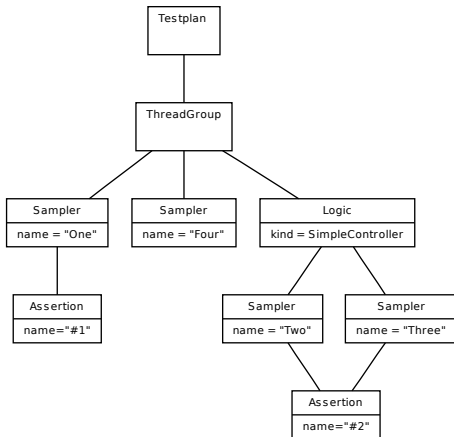 Testplan
ThreadGroup
Sampler
name = "One"
Sampler
name = "Four"
Logic
kind = SimpleController
Assertion
name="#1"
Sampler
name = "Two"
Sampler
name = "Three"
Assertion
name="#2"